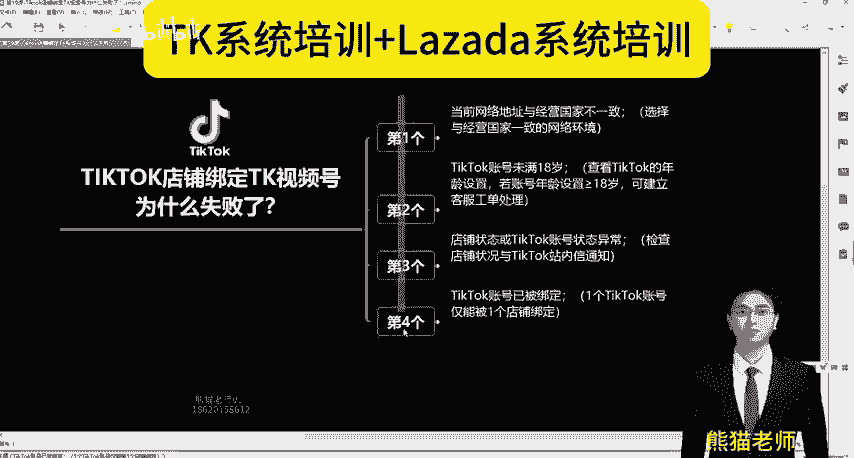 TK系统培训+Lazada系统培训
TikTok
TIKTOK店铺绑定TK视频号
为什么失败了？
第1个
当前网络地址与经营国家不一致；（选择
与经营国家一致的网络环境）
第2个
TikTok账号未满18岁；（查看TikTok的年
龄设置，若账号年龄设置≥18岁，可建立
客服工单处理）
第3个
店铺状态或TikTok账号状态异常；（检查
店铺状况与TikTok站内信通知）
第4个
TikTok账号已被绑定；（1个TikTok账号
仅能被1个店铺绑定）
熊猫老师